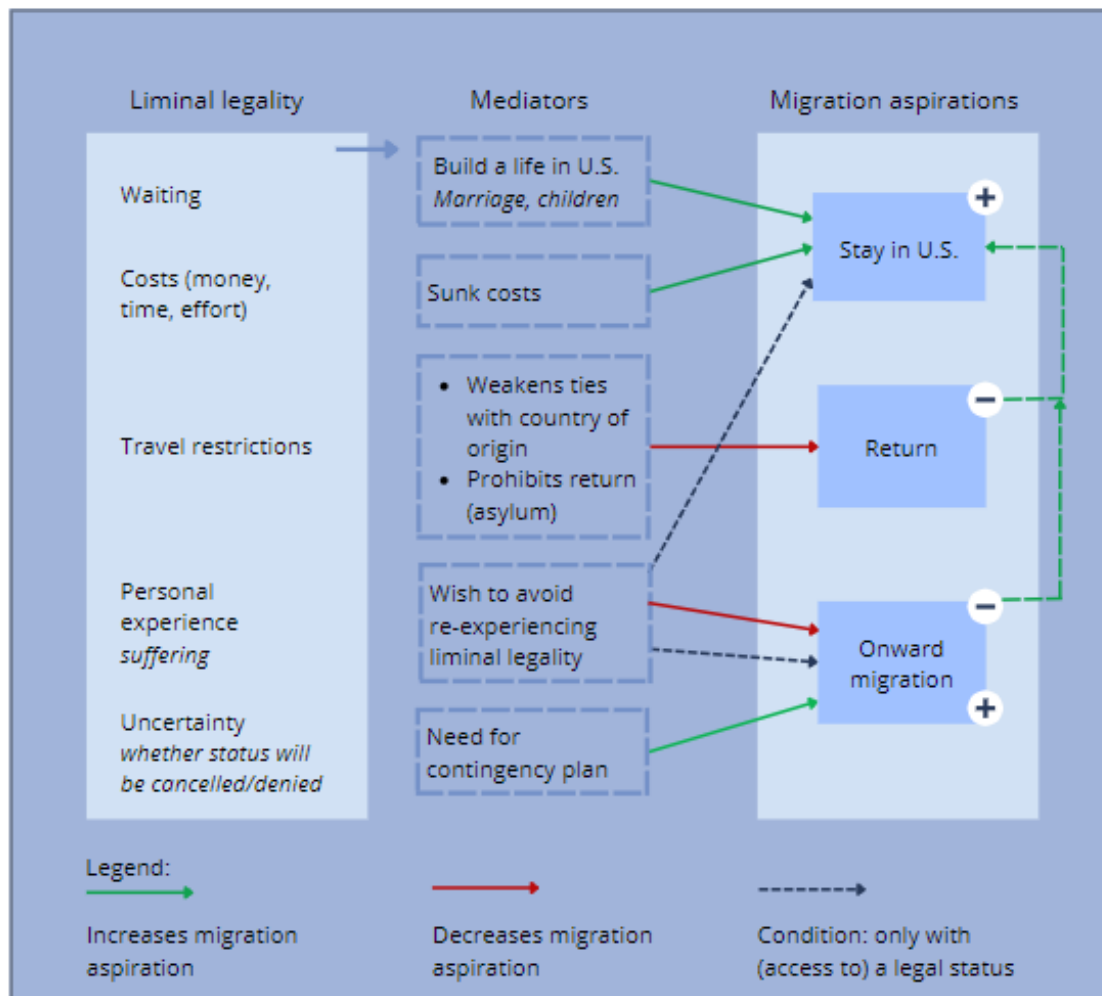 Liminal legality
Mediators
Migration aspirations
Waiting
Costs (money,
time, effort)
Travel restrictions
Personal
experience
suffering
Uncertainty
whether status will
be cancelled/denied
Build a life in U.S.
Marriage, children
Sunk costs
• Weakens ties
with country of
origin
• Prohibits return
(asylum)
Wish to avoid
re-experiencing
liminal legality
Need for
contingency plan
+
Stay in U.S.
−
Return
−
Onward
migration
+
Legend:
Increases migration
aspiration
Decreases migration
aspiration
Condition: only with
(access to) a legal status